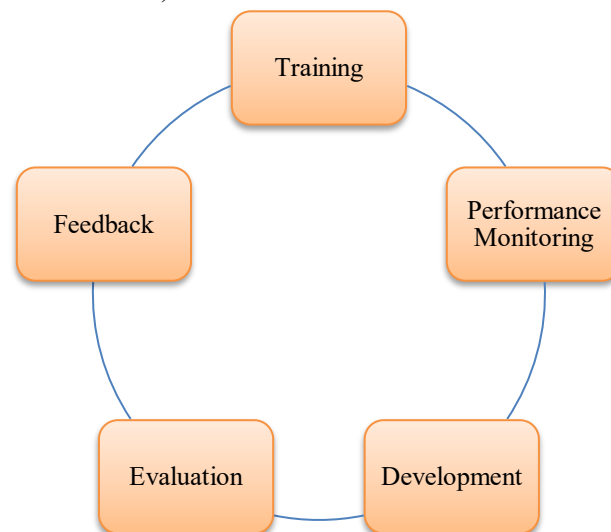 Training
Performance
Monitoring
Development
Evaluation
Feedback